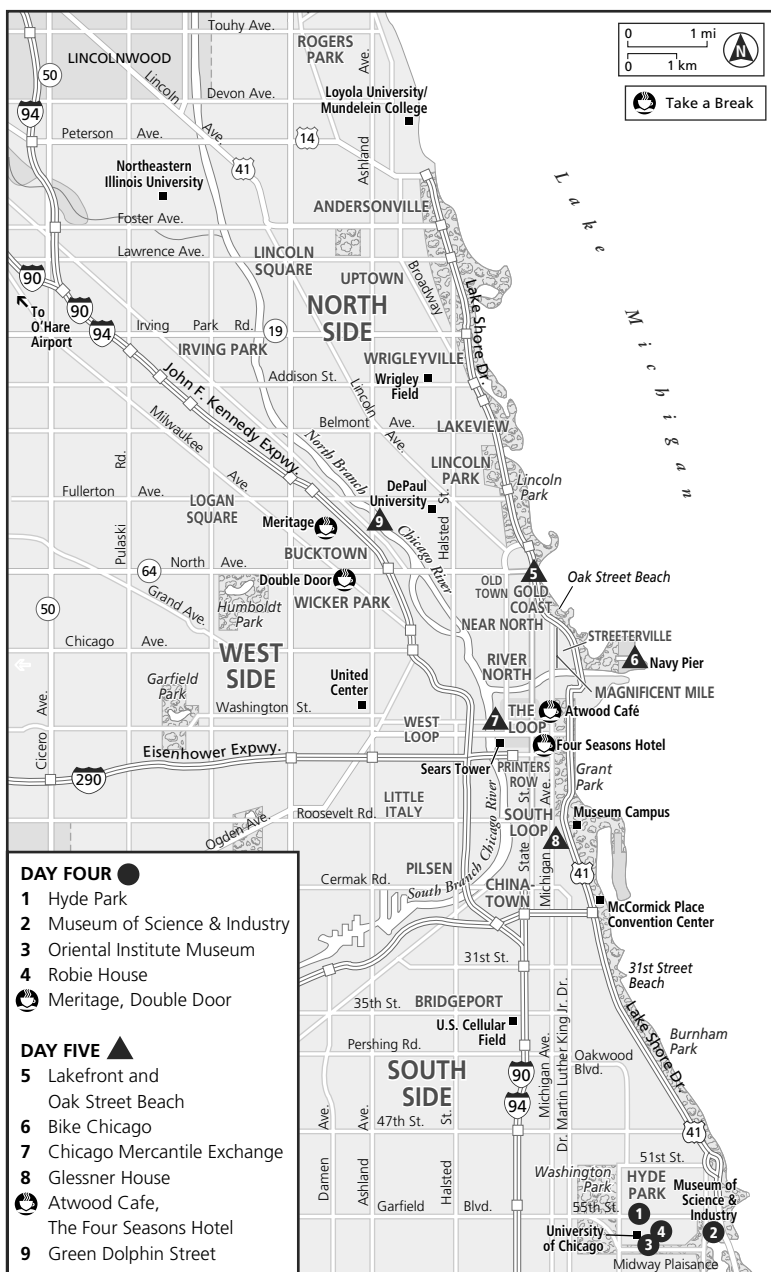 Touhy Ave.
ROGERS
PARK
Ave.
0 1 mi
0 1 km
N
Take a Break
LINCOLNWOOD
50
Lincoln
Ave.
Devon Ave.
Loyola University/
Mundelein College
94
Peterson Ave.
14
41
Ashland
Northeastern
Illinois University
ANDERSONVILLE
Foster Ave.
Lawrence Ave.
LINCOLN
SQUARE
UPTOWN
Broadway
Lake Shore Dr.
Lake Michigan
90
90
94
To
O'Hare
Airport
NORTH
SIDE
Irving Park Rd.
19
IRVING PARK
WRIGLEYVILLE
Addison St.
Wrigley
Field
John F. Kennedy Expwy.
Milwaukee
Ave.
Lincoln
Ave.
Belmont Ave.
LAKEVIEW
North Branch
Chicago River
LINCOLN
PARK
Lincoln
Park
Rd.
Pulaski
Fullerton Ave.
LOGAN
SQUARE
DePaul
University
St.
Halsted
Meritage
9
BUCKTOWN
North Ave.
64
Double Door
WICKER PARK
OLD
TOWN
5
GOLD
COAST
Oak Street Beach
50
Grand Ave.
Humboldt
Park
NEAR NORTH
STREETERVILLE
Chicago Ave.
WEST
SIDE
RIVER
NORTH
6
Navy Pier
MAGNIFICENT MILE
Garfield
Park
United
Center
Washington St.
Cicero Ave.
WEST
LOOP
7
THE
LOOP
Atwood Café
Four Seasons Hotel
Eisenhower Expwy.
290
Sears Tower
PRINTERS
ROW
Grant
Park
LITTLE
ITALY
Roosevelt Rd.
Ogden Ave.
South Branch Chicago River
St.
State
Ave.
Michigan
SOUTH
LOOP
Museum Campus
8
41
PILSEN
Cermak Rd.
CHINA-
TOWN
McCormick Place
Convention Center
31st St.
31st Street
Beach
35th St.
BRIDGEPORT
U.S. Cellular
Field
Pershing Rd.
SOUTH
SIDE
90
94
Michigan Ave.
Dr. Martin Luther King Jr. Dr.
Oakwood
Blvd.
Lake Shore Dr.
Burnham
Park
Ave.
Damen
Ave.
Ashland
47th St.
St.
Halsted
41
51st St.
Washington
Park
HYDE
PARK
Museum of
Science &
Industry
Garfield Blvd.
55th St.
1
4
3
2
University
of Chicago
Midway Plaisance
DAY FOUR
1 Hyde Park
2 Museum of Science & Industry
3 Oriental Institute Museum
4 Robie House
Meritage, Double Door
DAY FIVE
5 Lakefront and
Oak Street Beach
6 Bike Chicago
7 Chicago Mercantile Exchange
8 Glessner House
Atwood Cafe,
The Four Seasons Hotel
9 Green Dolphin Street